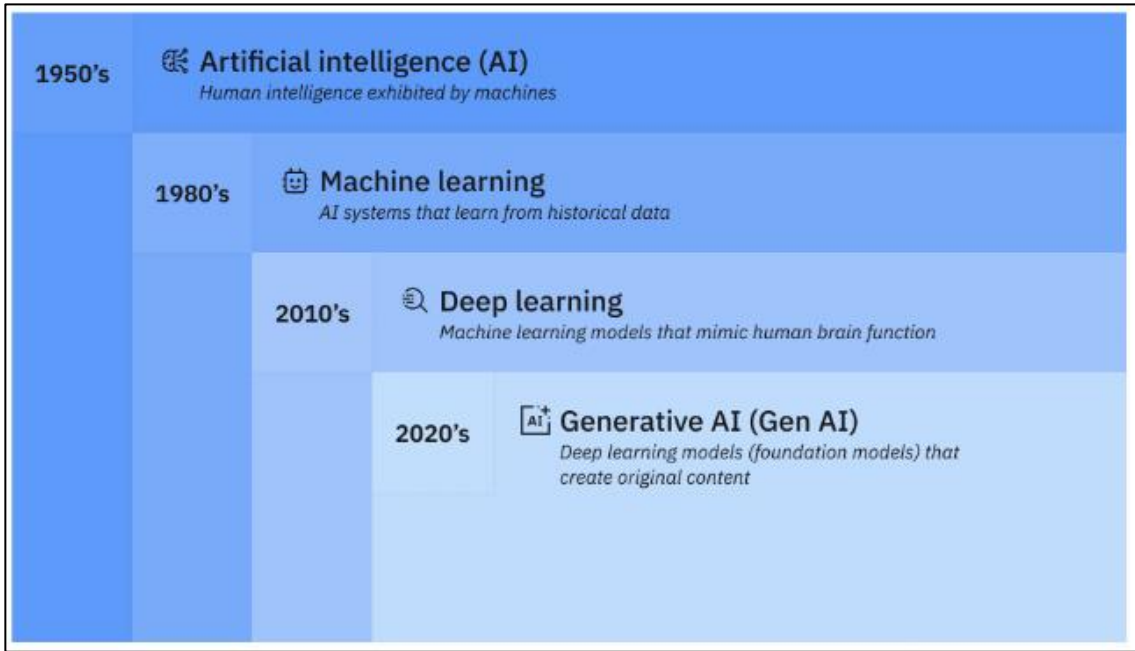 1950’s
Artificial intelligence (AI)
Human intelligence exhibited by machines
1980’s
Machine learning
AI systems that learn from historical data
2010’s
Deep learning
Machine learning models that mimic human brain function
2020’s
AI
Generative AI (Gen AI)
Deep learning models (foundation models) that
create original content